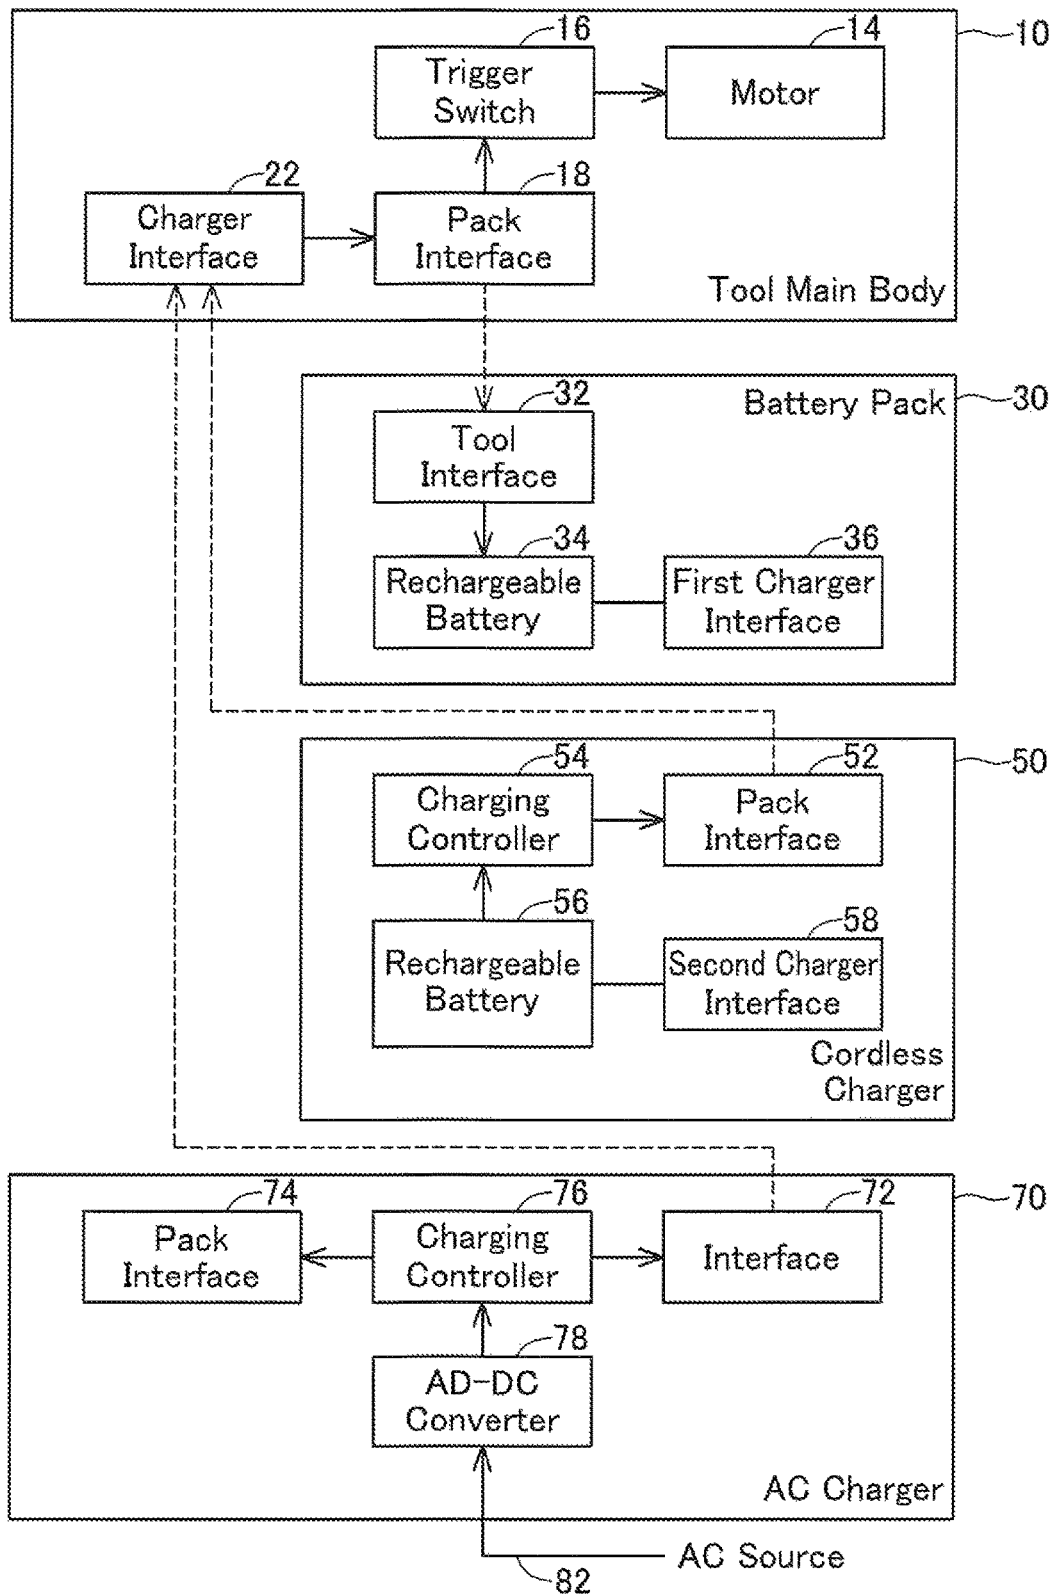 10
16
14
Trigger
Switch
Motor
22
18
Charger
Interface
Pack
Interface
Tool Main Body
30
32
Battery Pack
Tool
Interface
34
36
Rechargeable
Battery
First Charger
Interface
50
54
52
Charging
Controller
Pack
Interface
56
58
Rechargeable
Battery
Second Charger
Interface
Cordless
Charger
70
74
76
72
Pack
Interface
Charging
Controller
Interface
78
AD-DC
Converter
AC Charger
AC Source
82